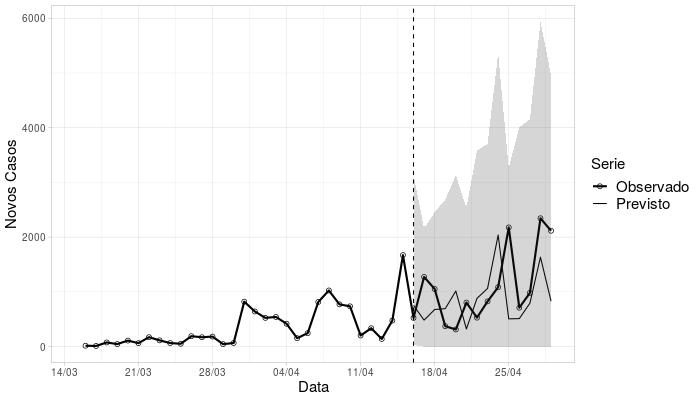 6000
4000
2000
0
Novos Casos
14/03 21/03 28/03 04/04 11/04 18/04 25/04
Data
Serie
Observado
Previsto